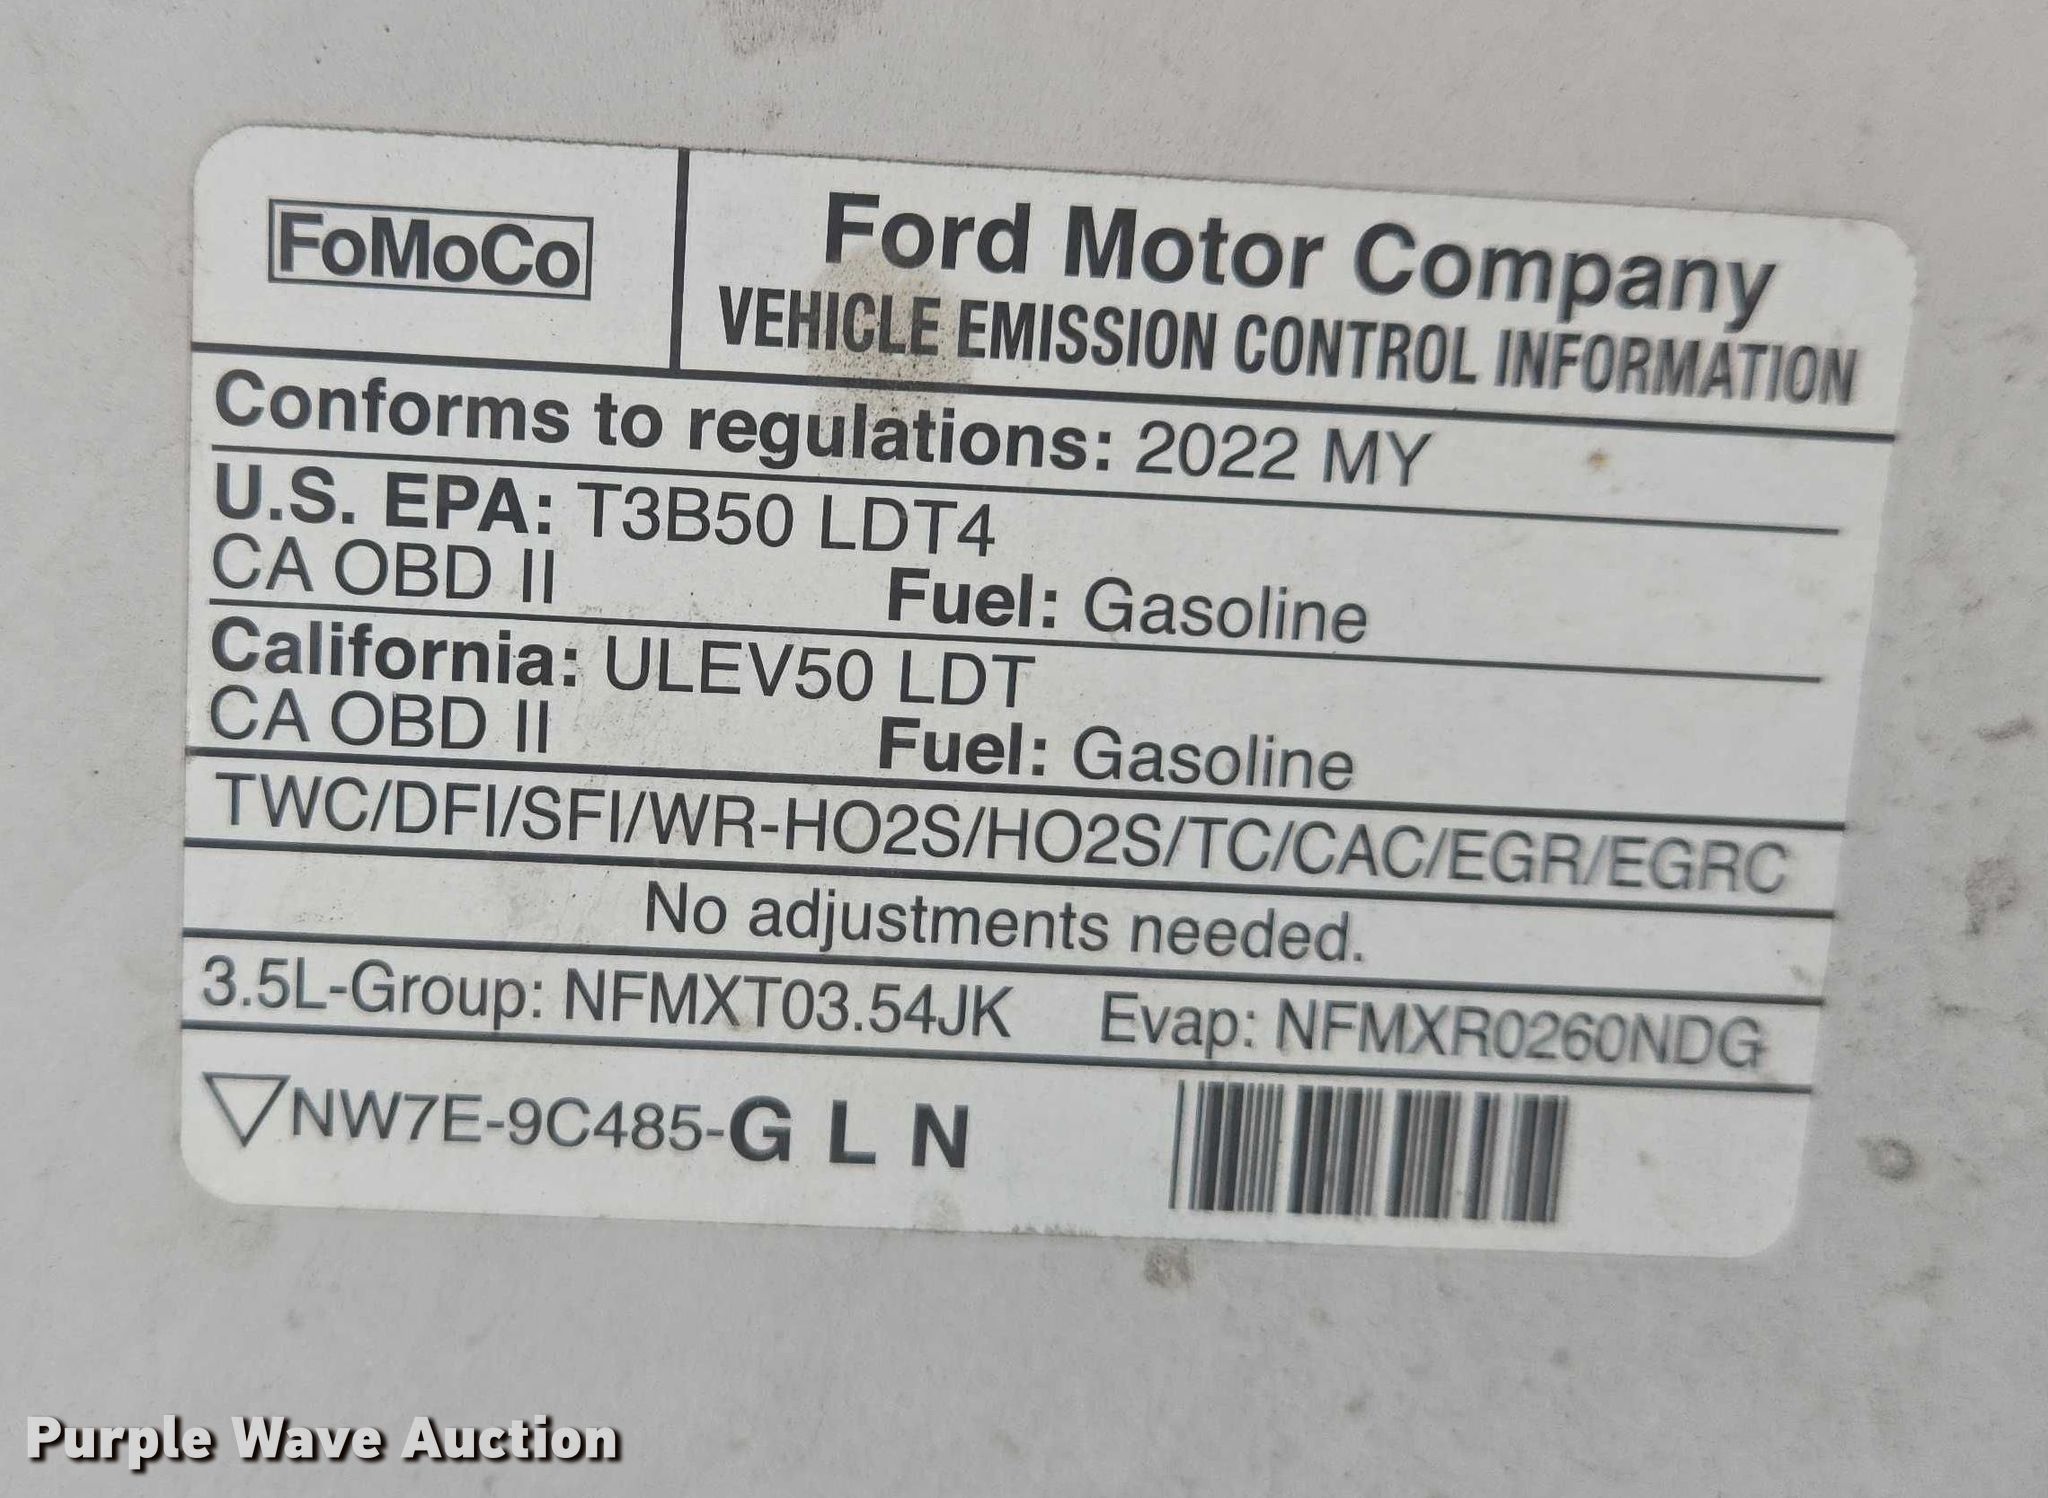 FoMoCo
Ford Motor Company
VEHICLE EMISSION CONTROL INFORMATION
Conforms to regulations: 2022 MY
U.S. EPA: T3B50 LDT4
CA OBD II Fuel: Gasoline
California: ULEV50 LDT
CA OBD II Fuel: Gasoline
TWC/DFI/SFI/WR-HO2S/HO2S/TC/CAC/EGR/EGRC
No adjustments needed.
3.5L-Group: NFMXT03.54JK Evap: NFMXR0260NDG
NW7E-9C485-G L N
Purple Wave Auction